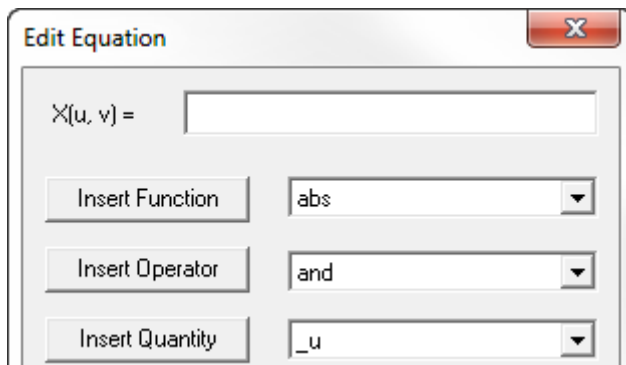 Edit Equation
X(u, v) =
Insert Function abs
Insert Operator and
Insert Quantity _u